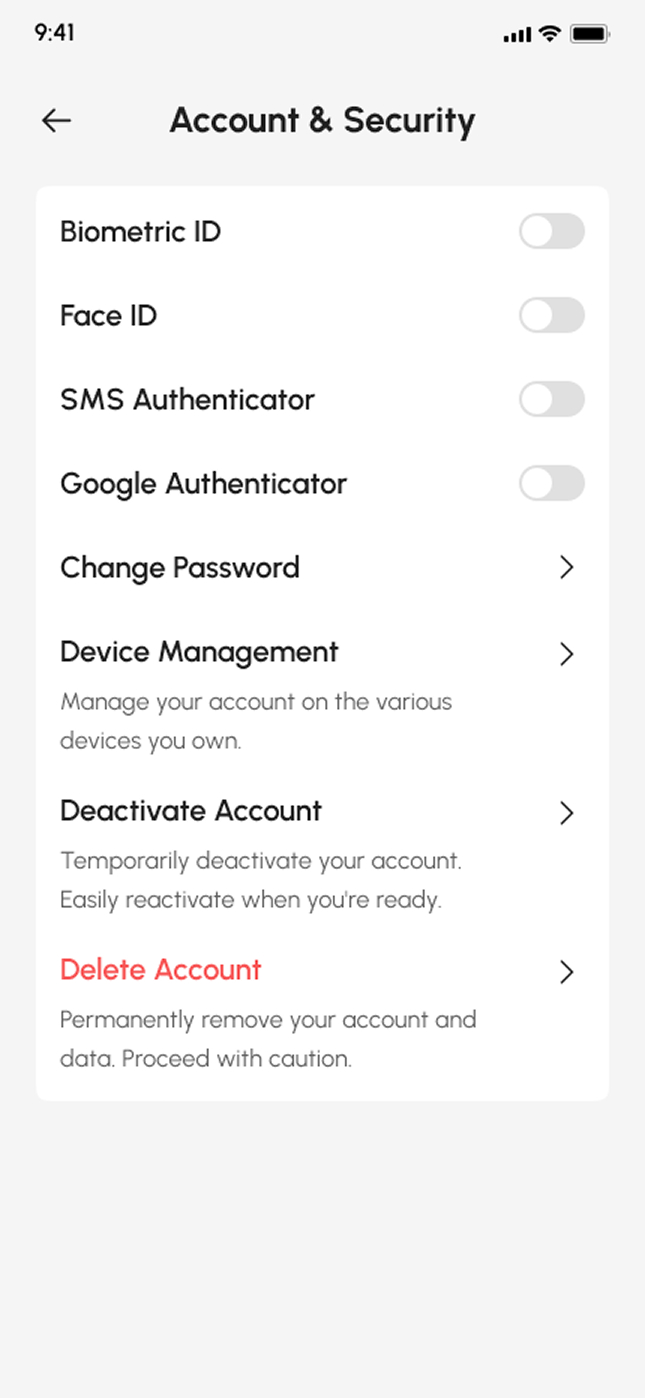 9:41
Account & Security
Biometric ID
Face ID
SMS Authenticator
Google Authenticator
Change Password
Device Management
Manage your account on the various
devices you own.
Deactivate Account
Temporarily deactivate your account.
Easily reactivate when you're ready.
Delete Account
Permanently remove your account and
data. Proceed with caution.